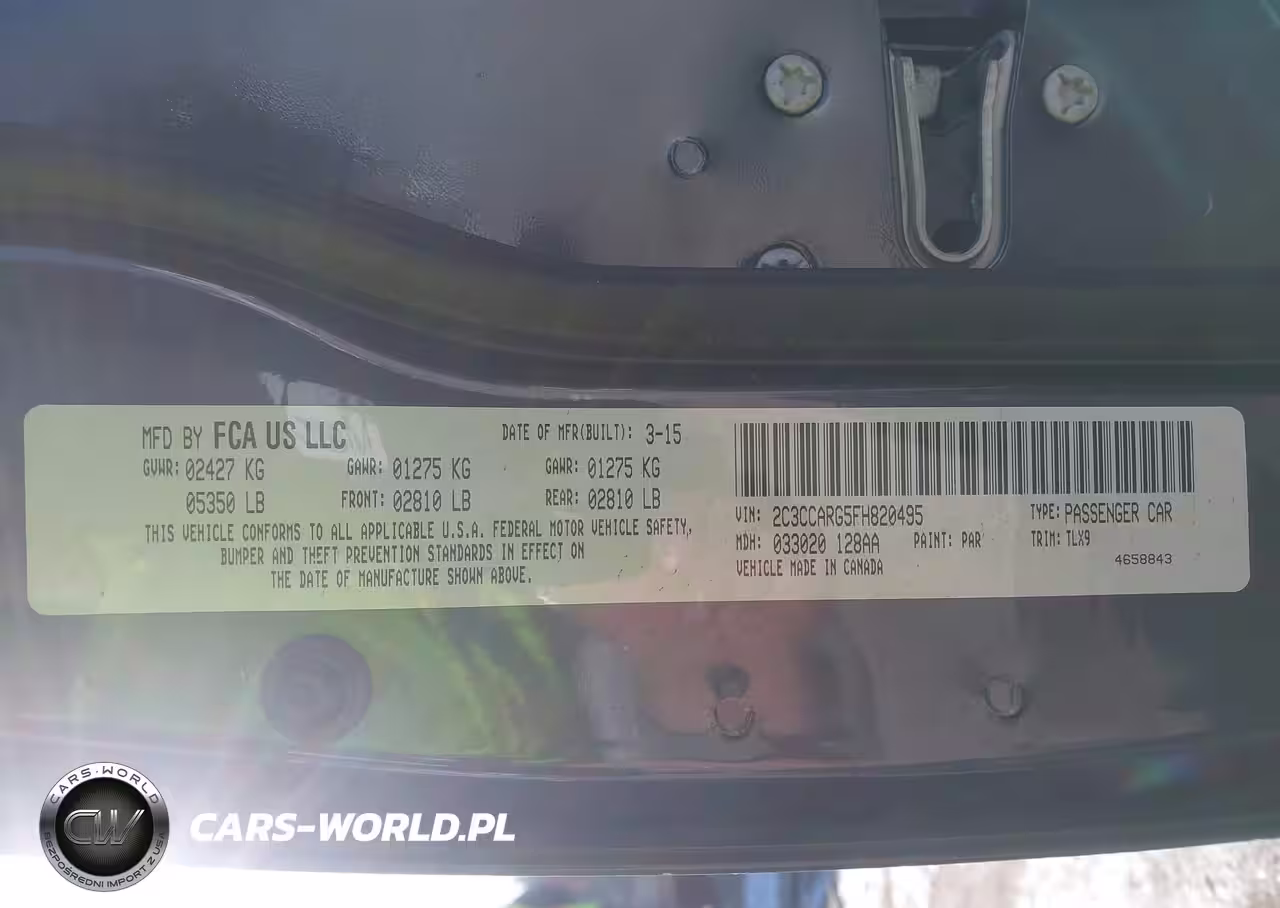 MFD BY FCA US LLC DATE OF MFR(BUILT): 3-15
GVWR: 02427 KG GAWR: 01275 KG GAWR: 01275 KG
05350 LB FRONT: 02810 LB REAR: 02810 LB
THIS VEHICLE CONFORMS TO ALL APPLICABLE U.S.A. FEDERAL MOTOR VEHICLE SAFETY,
BUMPER AND THEFT PREVENTION STANDARDS IN EFFECT ON
THE DATE OF MANUFACTURE SHOWN ABOVE.
VIN: 2C3CCARG5FH820495 TYPE: PASSENGER CAR
MDH: 033020 128AA PAINT: PAR TRIM: TLX9
VEHICLE MADE IN CANADA 4658843
CARS-WORLD
CW
BEZPOŚREDNI IMPORT Z USA
CARS-WORLD.PL